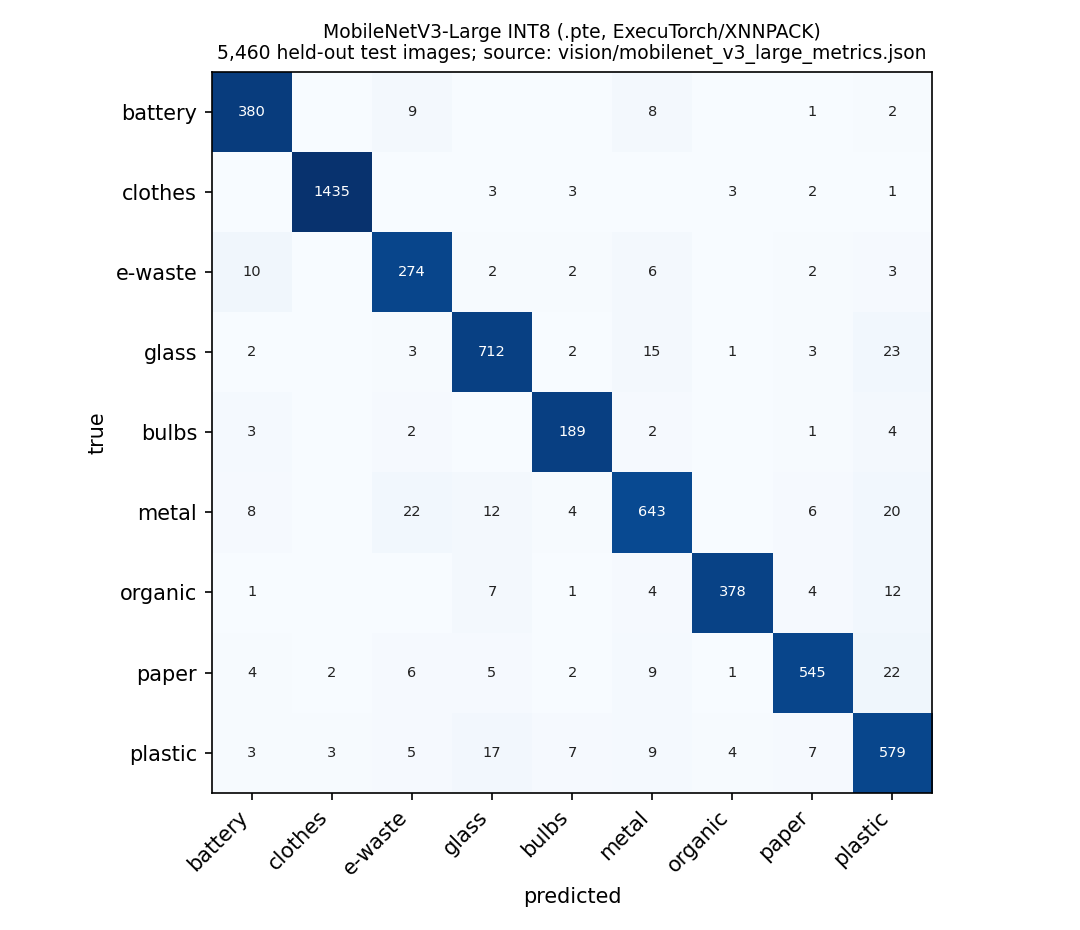 MobileNetV3-Large INT8 (.pte, ExecuTorch/XNNPACK)
5,460 held-out test images; source: vision/mobilenet_v3_large_metrics.json
battery 380 9 8 1 2
clothes 1435 3 3 3 2 1
e-waste 10 274 2 2 6 2 3
glass 2 3 712 2 15 1 3 23
bulbs 3 2 189 2 1 4
metal 8 22 12 4 643 6 20
organic 1 7 1 4 378 4 12
paper 4 2 6 5 2 9 1 545 22
plastic 3 3 5 17 7 9 4 7 579
true
battery clothes e-waste glass bulbs metal organic paper plastic
predicted